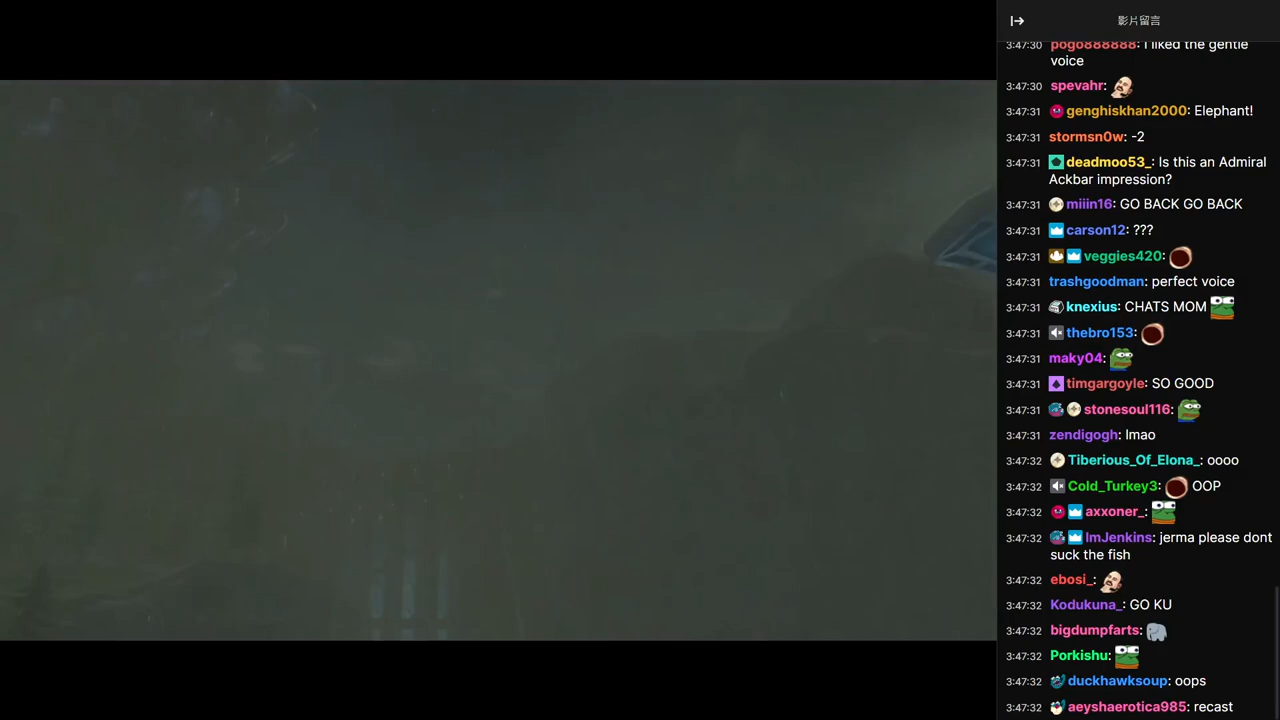 影片留言
3:47:30 pogo888888: I liked the gentle
voice
3:47:30 spevahr:
3:47:31 genghiskhan2000: Elephant!
3:47:31 stormsn0w: -2
3:47:31 deadmoo53_: Is this an Admiral
Ackbar impression?
3:47:31 miiin16: GO BACK GO BACK
3:47:31 carson12: ???
3:47:31 veggies420:
3:47:31 trashgoodman: perfect voice
3:47:31 knexius: CHATS MOM
3:47:31 thebro153:
3:47:31 maky04:
3:47:31 timgargoyle: SO GOOD
3:47:31 stonesoul116:
3:47:31 zendigogh: lmao
3:47:32 Tiberious_Of_Elona_: oooo
3:47:32 Cold_Turkey3: OOP
3:47:32 axxoner_:
3:47:32 ImJenkins: jerma please dont
suck the fish
3:47:32 ebosi_:
3:47:32 Kodukuna_: GO KU
3:47:32 bigdumpfarts:
3:47:32 Porkishu:
3:47:32 duckhawksoup: oops
3:47:32 aeyshaerotica985: recast